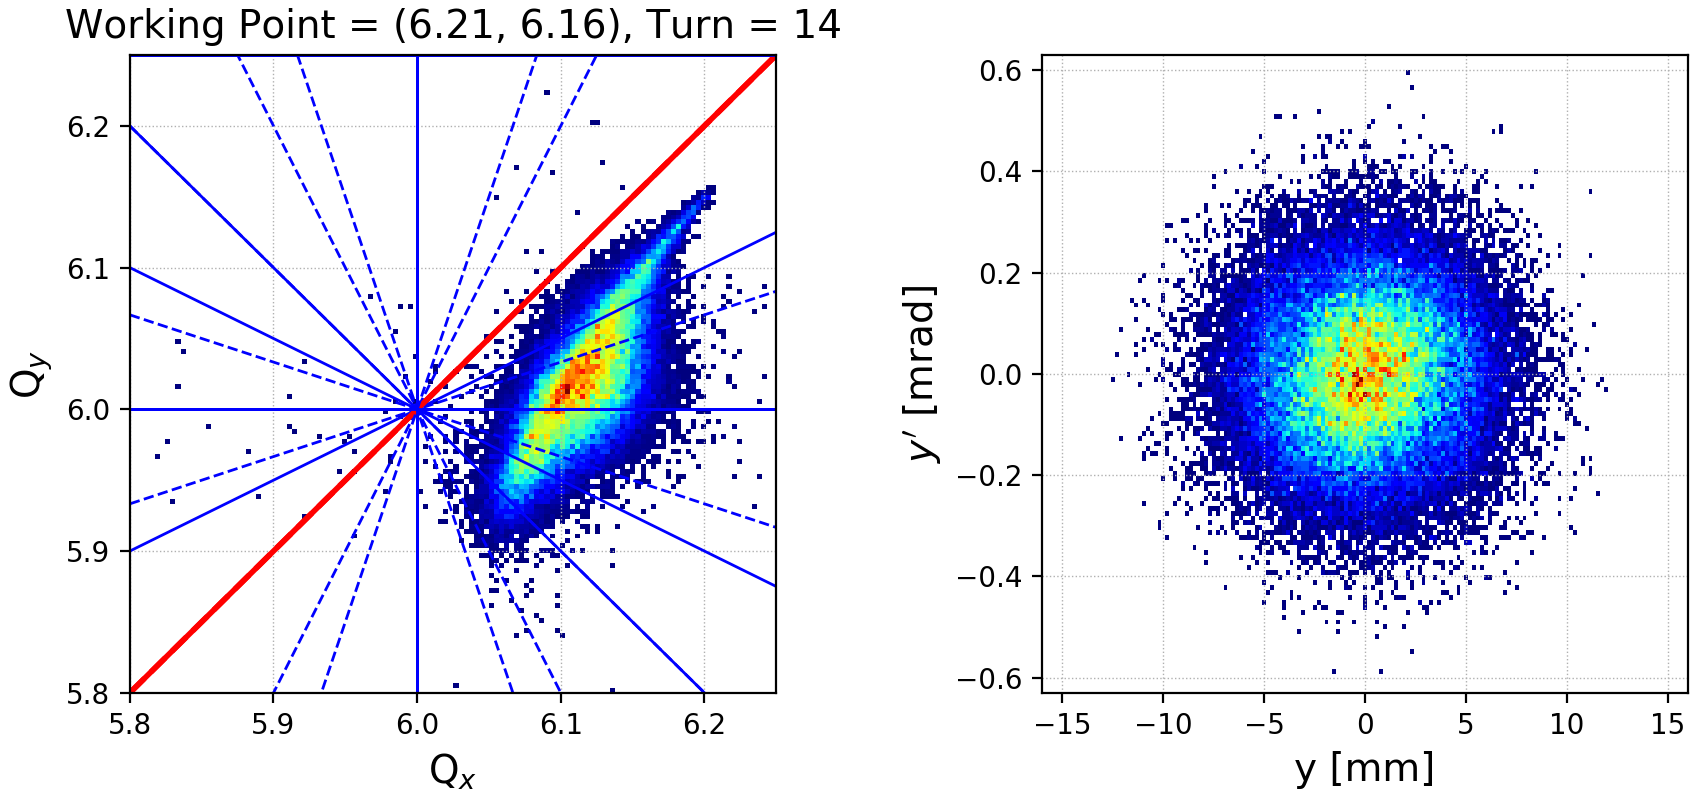 Working Point = (6.21, 6.16), Turn = 14
6.2
6.1
6.0
5.9
5.8
Q_y
5.8 5.9 6.0 6.1 6.2
Q_x
0.6
0.4
0.2
0.0
−0.2
−0.4
−0.6
y′ [mrad]
−15 −10 −5 0 5 10 15
y [mm]